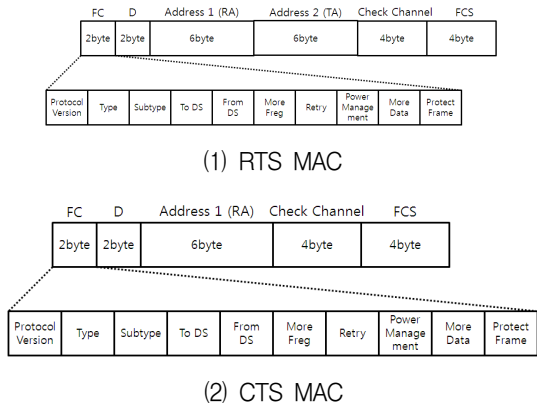 FC D Address 1 (RA) Address 2 (TA) Check Channel FCS
2byte 2byte 6byte 6byte 4byte 4byte
Protocol Version Type Subtype To DS From DS More Freg Retry Power Manage ment More Data Protect Frame
(1) RTS MAC
FC D Address 1 (RA) Check Channel FCS
2byte 2byte 6byte 4byte 4byte
Protocol Version Type Subtype To DS From DS More Freg Retry Power Manage ment More Data Protect Frame
(2) CTS MAC